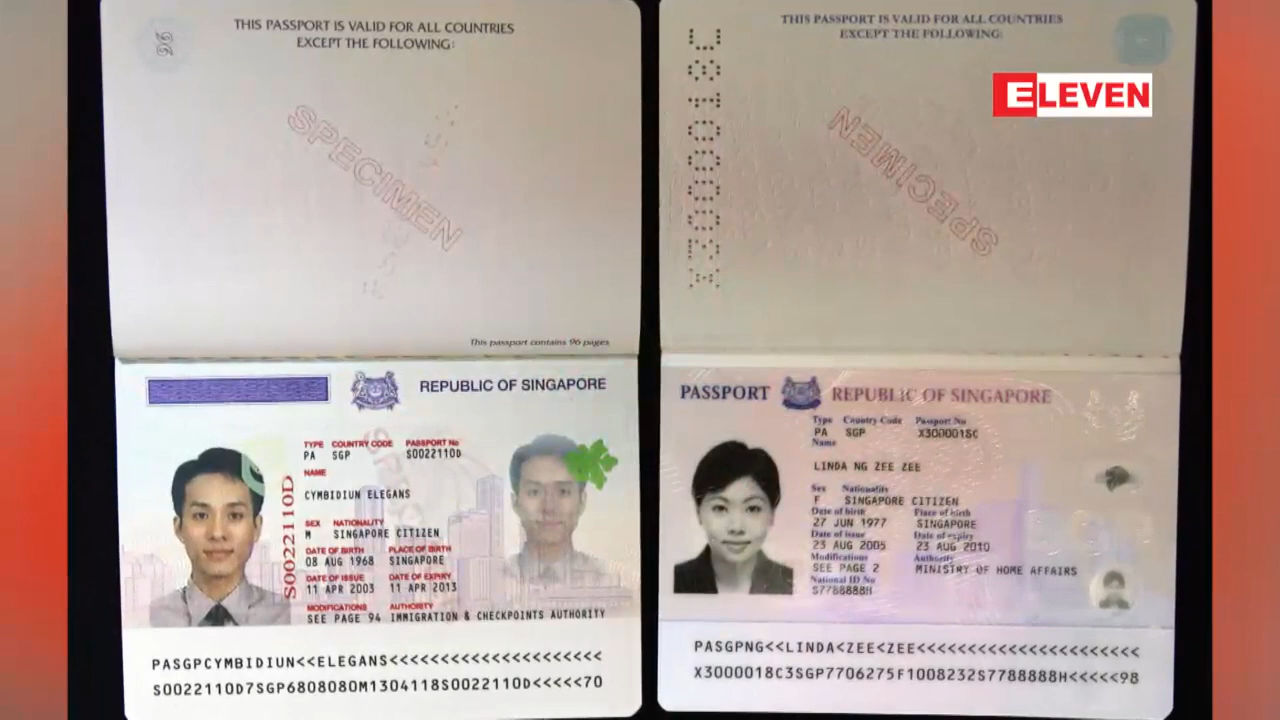 96
THIS PASSPORT IS VALID FOR ALL COUNTRIES
EXCEPT THE FOLLOWING:
SPECIMEN
This passport contains 96 pages
REPUBLIC OF SINGAPORE
TYPE COUNTRY CODE PASSPORT No
PA SGP S0022110D
NAME
CYMBIDIUN ELEGANS
SEX NATIONALITY
M SINGAPORE CITIZEN
DATE OF BIRTH PLACE OF BIRTH
08 AUG 1968 SINGAPORE
DATE OF ISSUE DATE OF EXPIRY
11 APR 2003 11 APR 2013
MODIFICATIONS AUTHORITY
SEE PAGE 94 IMMIGRATION & CHECKPOINTS AUTHORITY
S0022110D
PASGPCYMBIDIUN<<ELEGANS<<<<<<<<<<<<<<<<<<<<<
S0022110D7SGP6808080M1304118S0022110D<<<<<70
THIS PASSPORT IS VALID FOR ALL COUNTRIES
EXCEPT THE FOLLOWING:
ELEVEN
X3000018C
SPECIMEN
PASSPORT REPUBLIC OF SINGAPORE
Type Country Code Passport No
PA SGP X3000018C
Name
LINDA NG ZEE ZEE
Sex Nationality
F SINGAPORE CITIZEN
Date of birth Place of birth
27 JUN 1977 SINGAPORE
Date of issue Date of expiry
23 AUG 2005 23 AUG 2010
Modifications Authority
SEE PAGE 2 MINISTRY OF HOME AFFAIRS
National ID No
S7788888H
PASGPNG<<LINDA<ZEE<ZEE<<<<<<<<<<<<<<<<<<<<<<
X3000018C3SGP7706275F1008232S7788888H<<<<<98